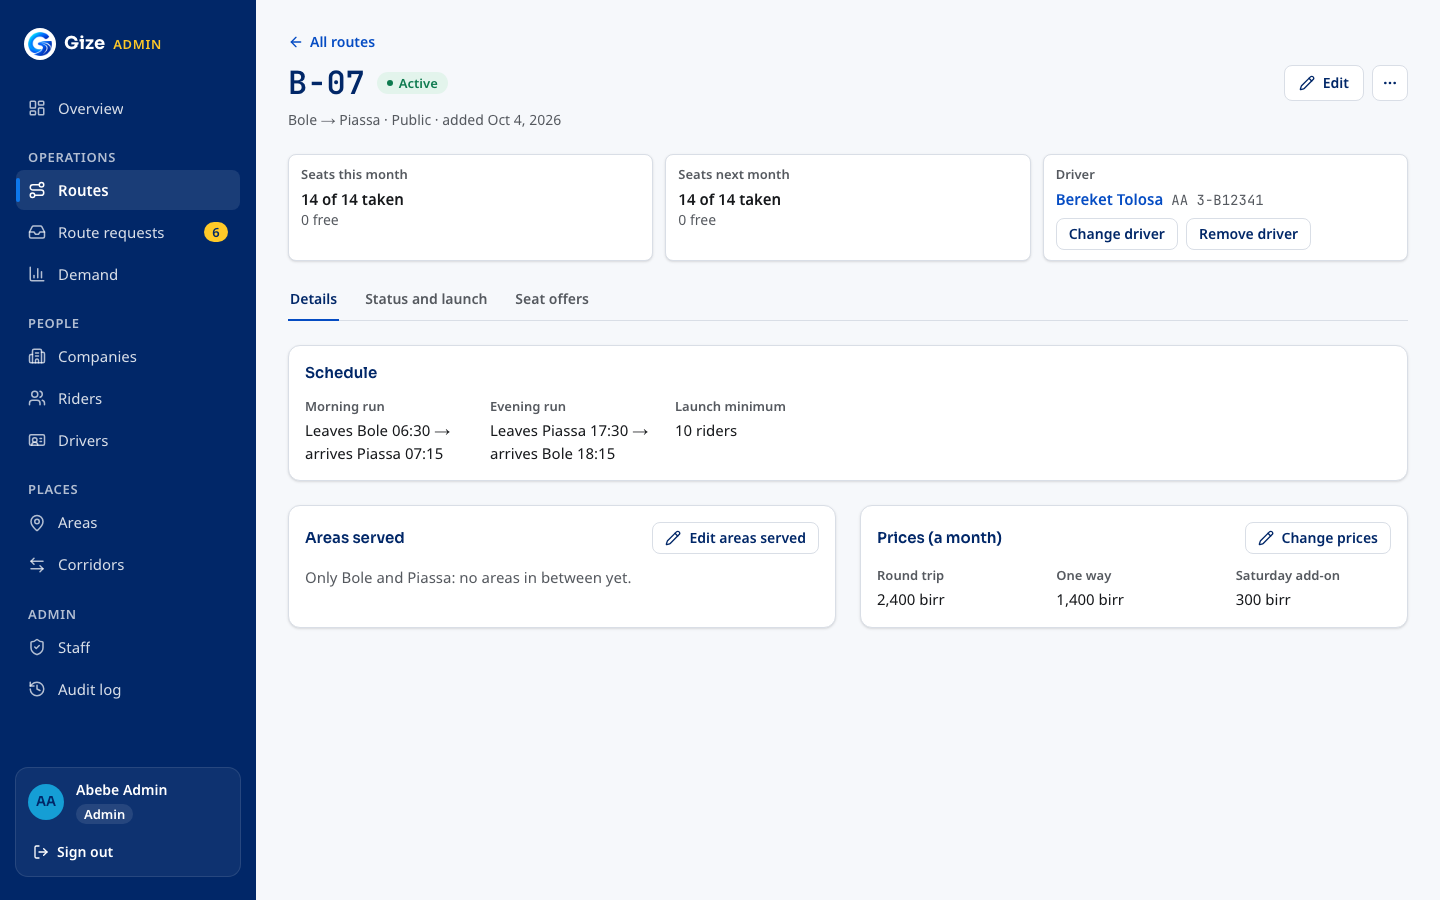 Gize ADMIN
Overview
OPERATIONS
Routes
Route requests 6
Demand
PEOPLE
Companies
Riders
Drivers
PLACES
Areas
Corridors
ADMIN
Staff
Audit log
AA
Abebe Admin
Admin
Sign out
← All routes
B-07 Active
Edit
Bole → Piassa · Public · added Oct 4, 2026
Seats this month
14 of 14 taken
0 free
Seats next month
14 of 14 taken
0 free
Driver
Bereket Tolosa AA 3-B12341
Change driver Remove driver
Details Status and launch Seat offers
Schedule
Morning run
Leaves Bole 06:30 →
arrives Piassa 07:15
Evening run
Leaves Piassa 17:30 →
arrives Bole 18:15
Launch minimum
10 riders
Areas served
Edit areas served
Only Bole and Piassa: no areas in between yet.
Prices (a month)
Change prices
Round trip
2,400 birr
One way
1,400 birr
Saturday add-on
300 birr